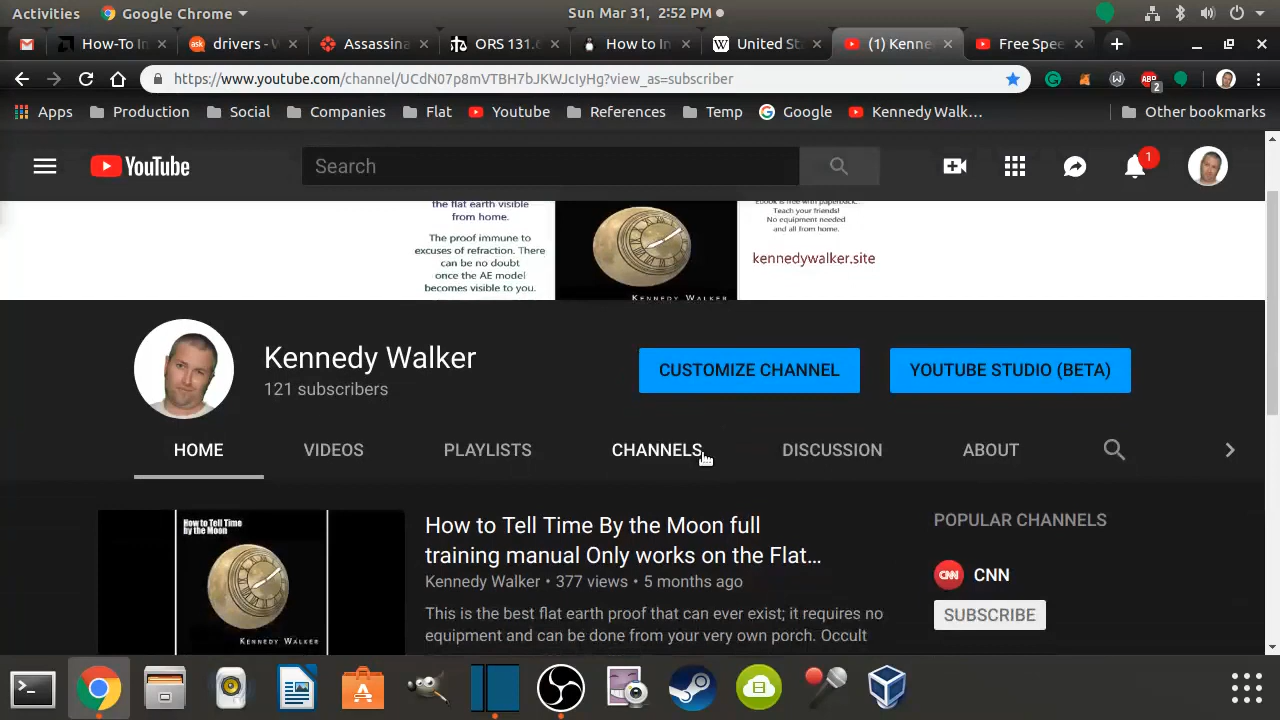 Activities Google Chrome Sun Mar 31, 2:52 PM
How-To In drivers - W Assassina ORS 131.6 How to In United St (1) Kenne Free Spee
https://www.youtube.com/channel/UCdN07p8mVTBH7bJKWJcIyHg?view_as=subscriber
Apps Production Social Companies Flat Youtube References Temp Google Kennedy Walk... Other bookmarks
YouTube Search 1
the flat earth visible
from home.
The proof immune to
excuses of refraction. There
can be no doubt
once the AE model
becomes visible to you.
KENNEDY WALKER
Ebook is free with paperback.
Teach your friends!
No equipment needed
and all from home.
kennedywalker.site
Kennedy Walker
121 subscribers
CUSTOMIZE CHANNEL YOUTUBE STUDIO (BETA)
HOME VIDEOS PLAYLISTS CHANNELS DISCUSSION ABOUT
How to Tell Time
by the Moon
KENNEDY WALKER
How to Tell Time By the Moon full
training manual Only works on the Flat...
Kennedy Walker • 377 views • 5 months ago
This is the best flat earth proof that can ever exist; it requires no
equipment and can be done from your very own porch. Occult
POPULAR CHANNELS
CNN CNN
SUBSCRIBE